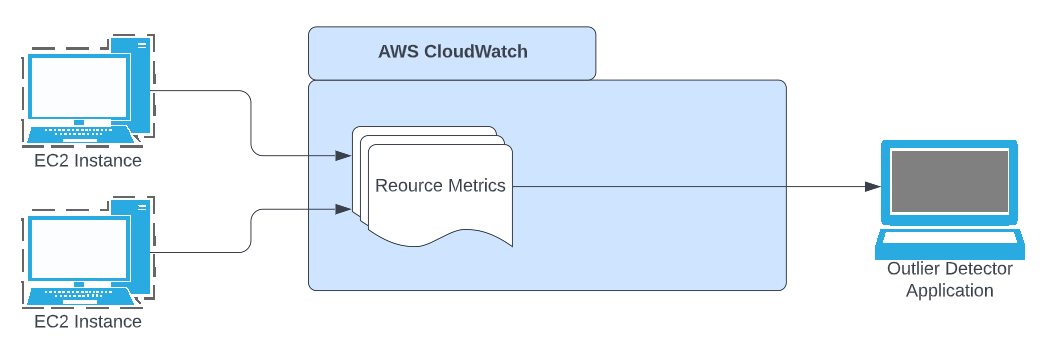 AWS CloudWatch
EC2 Instance
Reource Metrics
EC2 Instance
Outlier Detector
Application